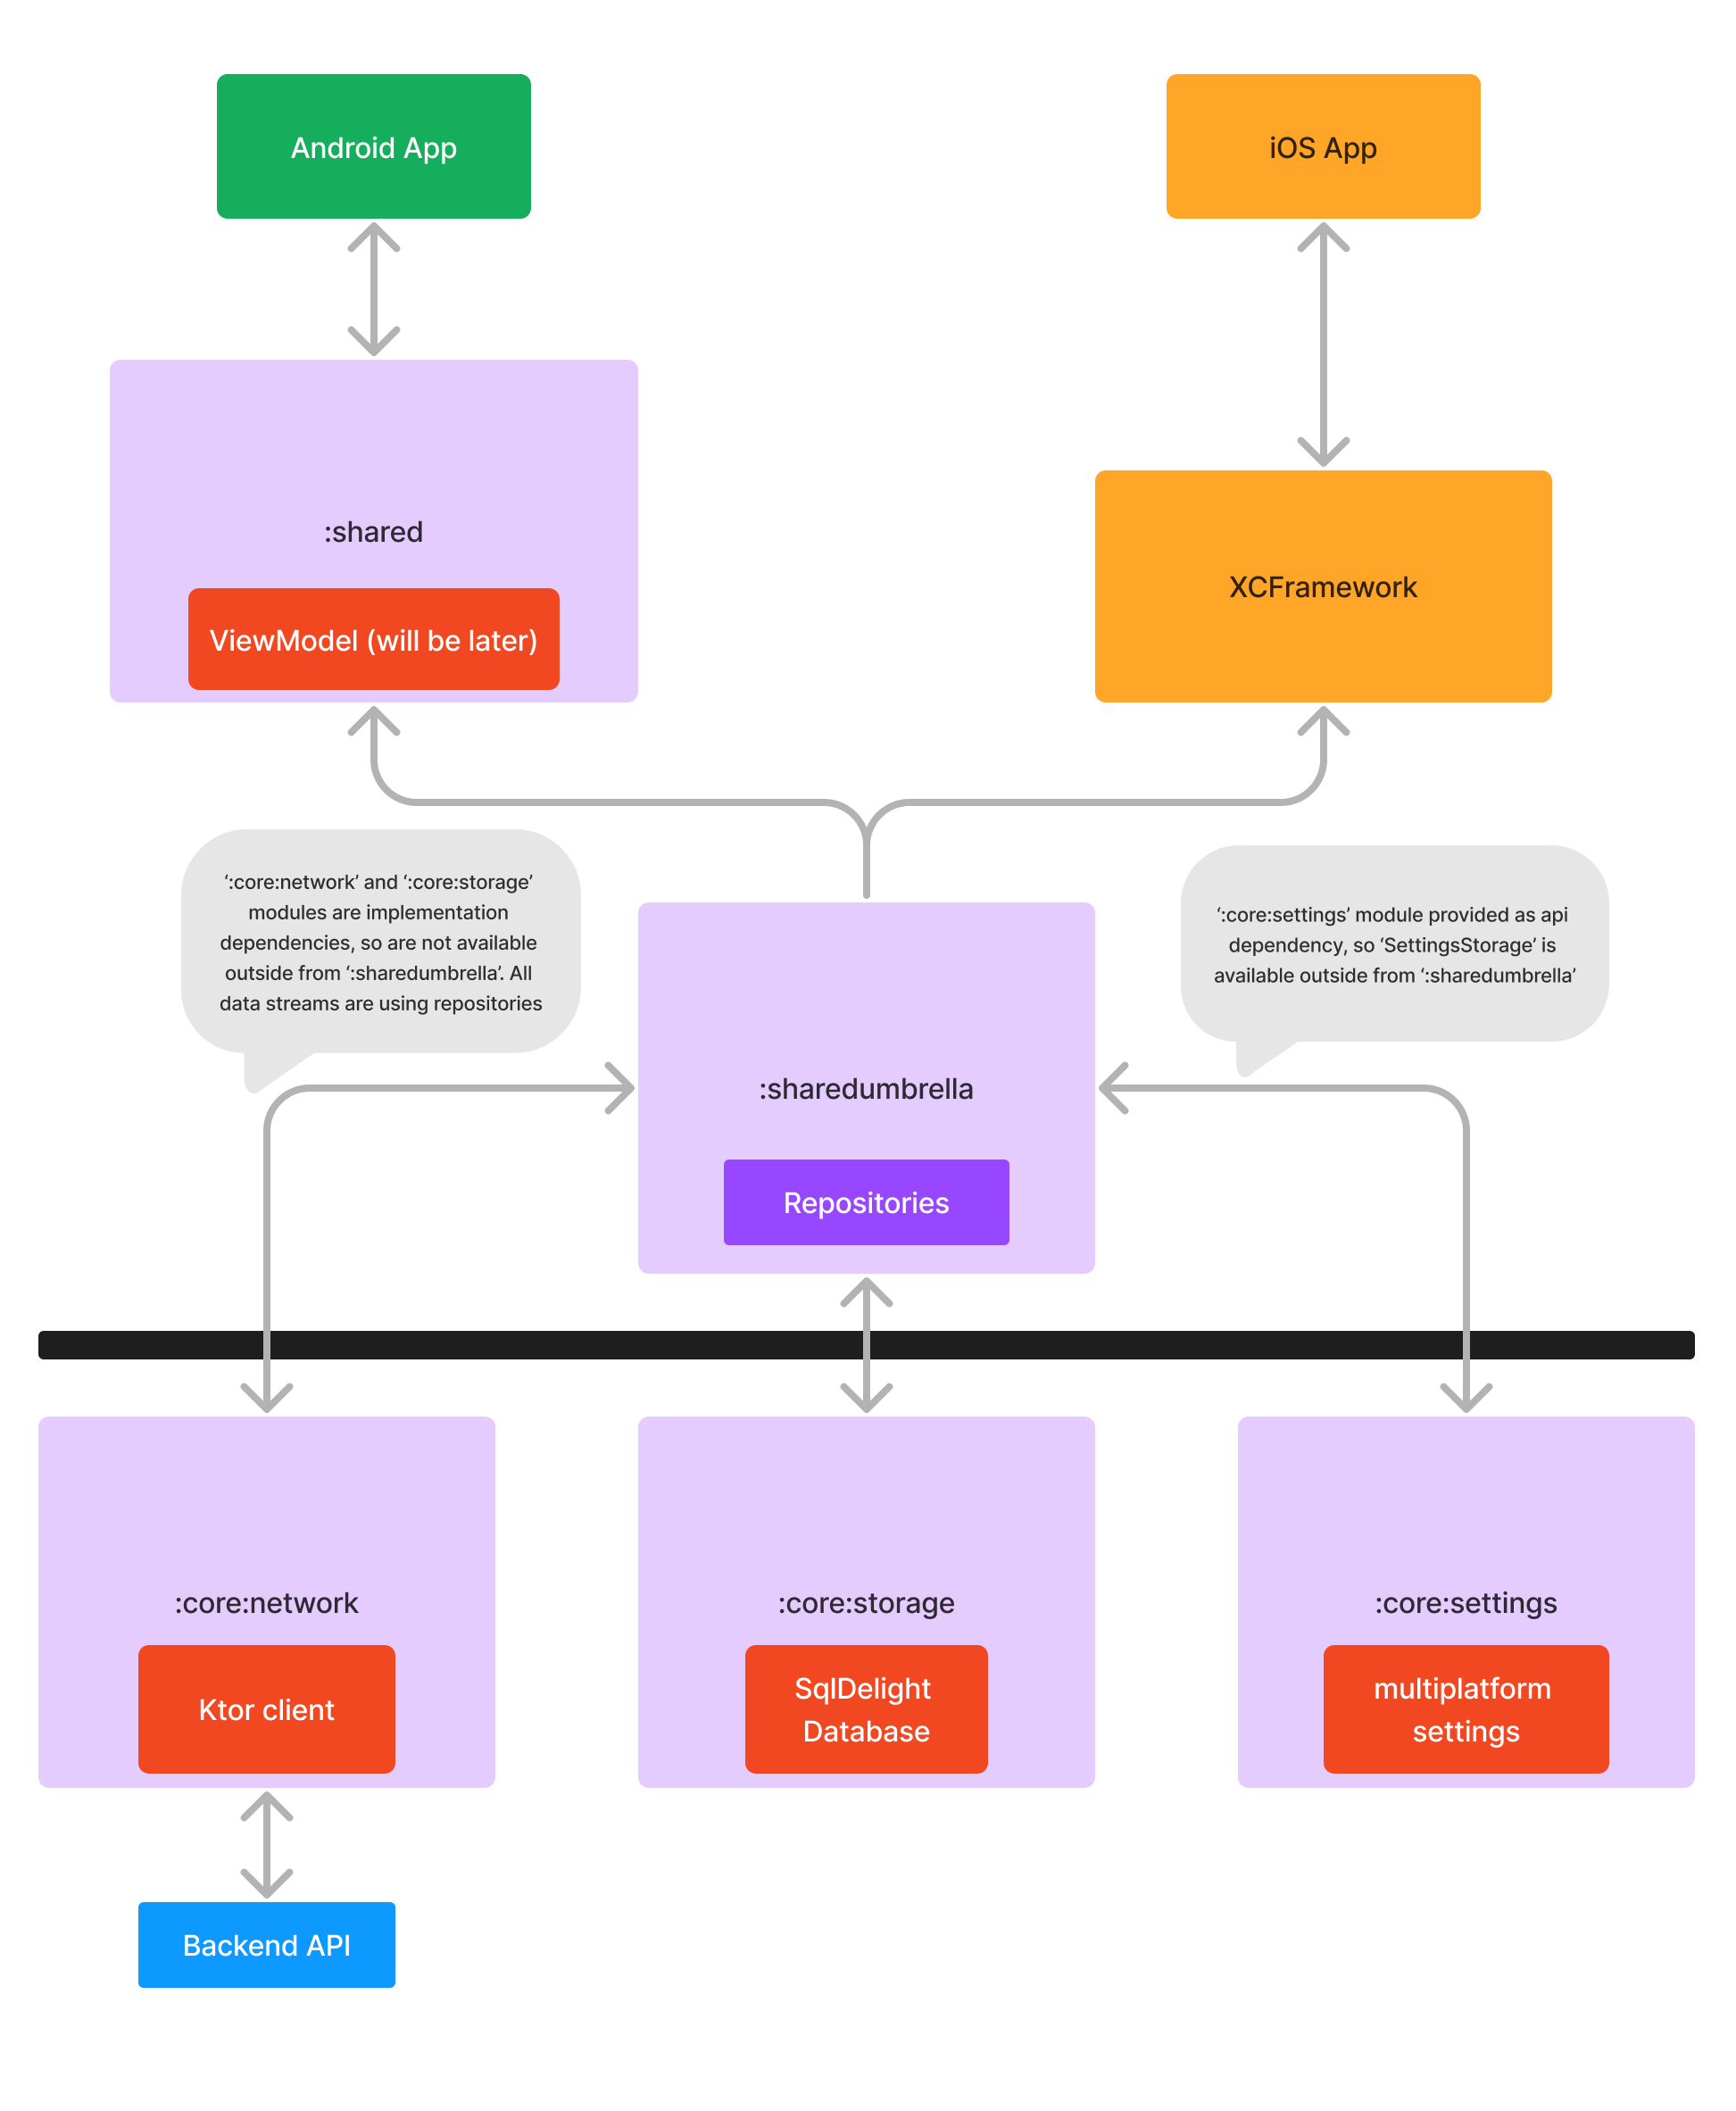 Android App
iOS App
:shared
ViewModel (will be later)
XCFramework
‘:core:network’ and ‘:core:storage’
modules are implementation
dependencies, so are not available
outside from ‘:sharedumbrella’. All
data streams are using repositories
‘:core:settings’ module provided as api
dependency, so ‘SettingsStorage’ is
available outside from ‘:sharedumbrella’
:sharedumbrella
Repositories
:core:network
Ktor client
:core:storage
SqlDelight
Database
:core:settings
multiplatform
settings
Backend API